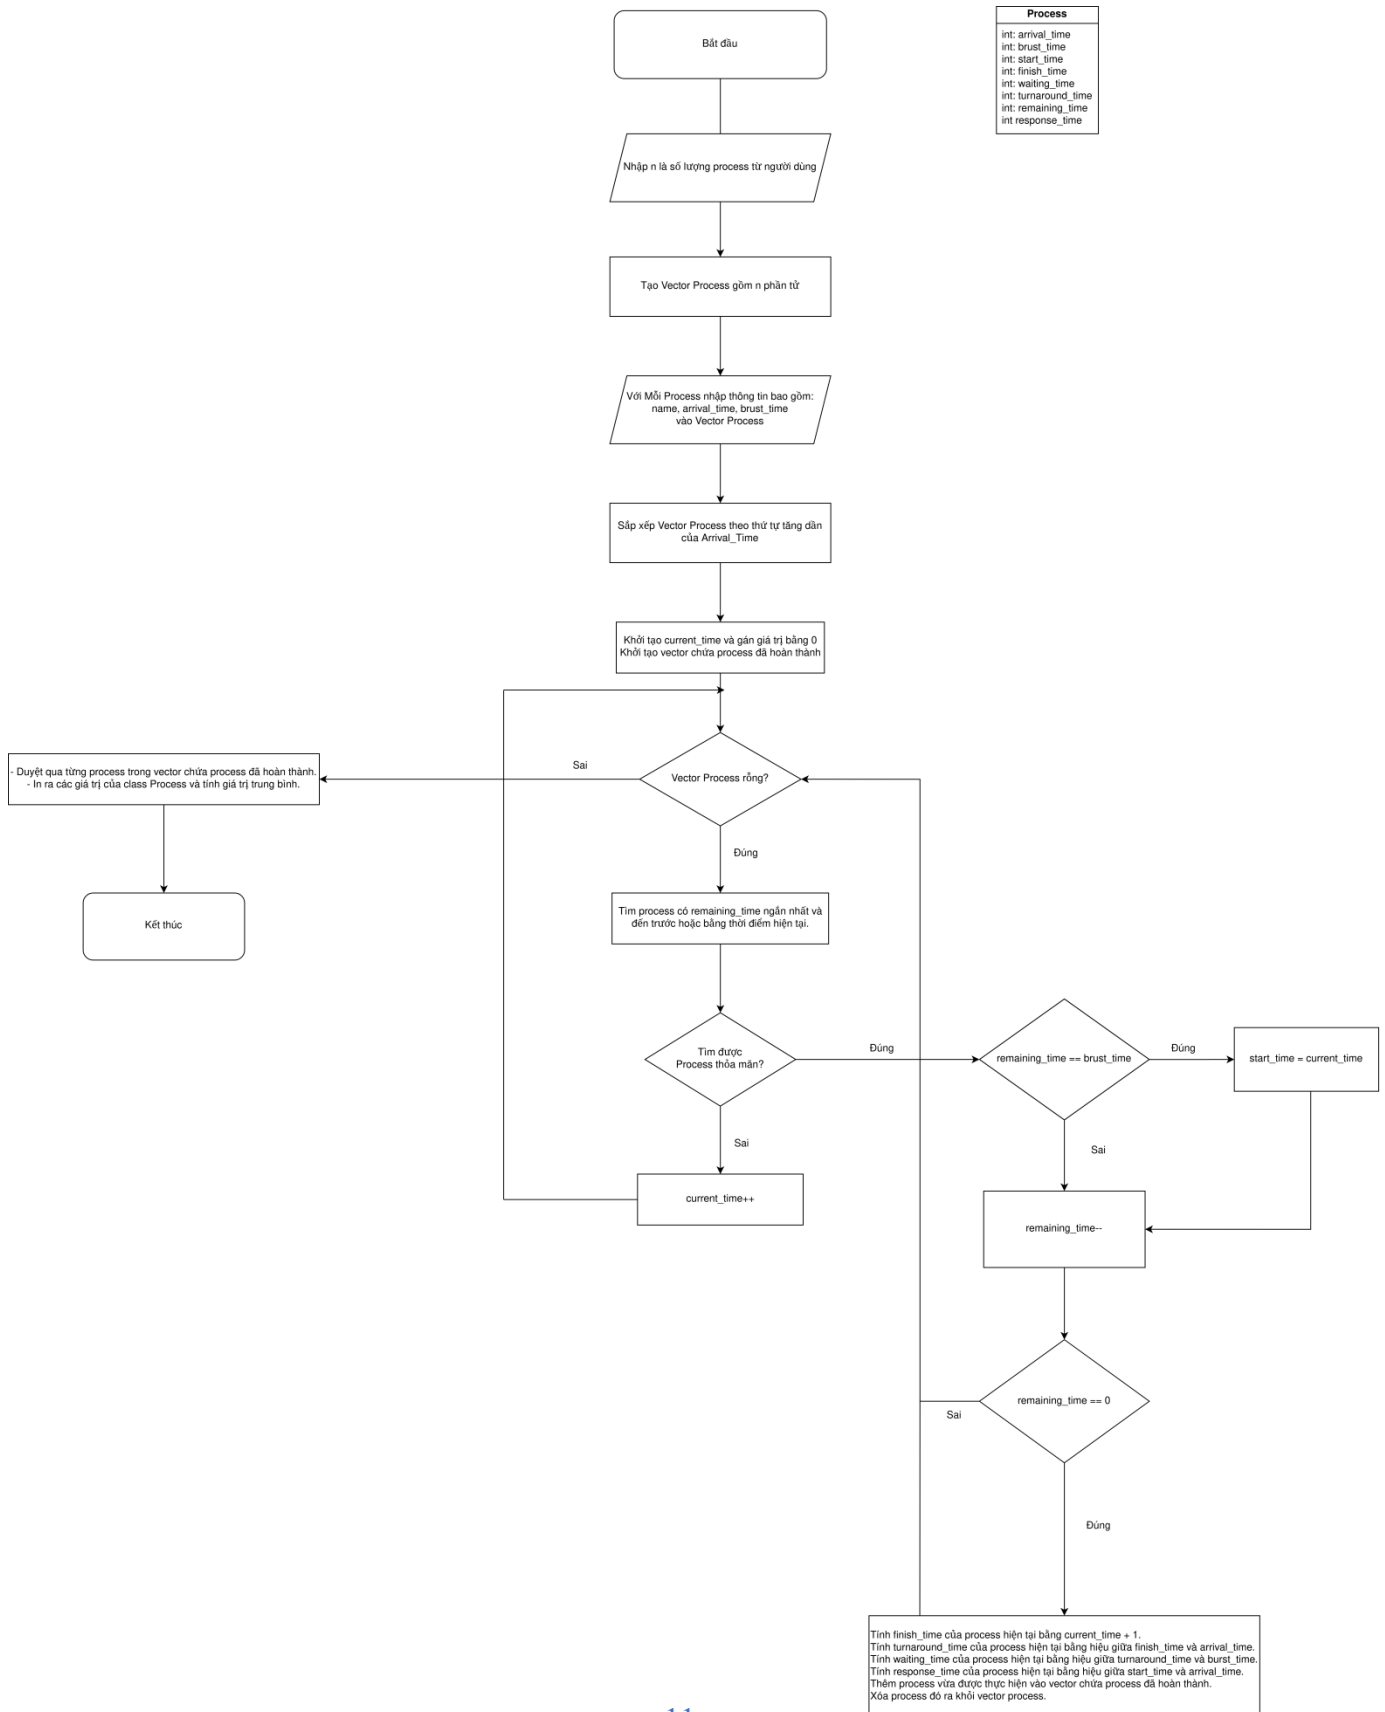 Bắt đầu
Process
int: arrival_time
int: brust_time
int: start_time
int: finish_time
int: waiting_time
int: turnaround_time
int: remaining_time
int response_time
Nhập n là số lượng process từ người dùng
Tạo Vector Process gồm n phần tử
Với Mỗi Process nhập thông tin bao gồm:
name, arrival_time, brust_time
vào Vector Process
Sắp xếp Vector Process theo thứ tự tăng dần
của Arrival_Time
Khởi tạo current_time và gán giá trị bằng 0
Khởi tạo vector chứa process đã hoàn thành
Vector Process rỗng?
Sai
- Duyệt qua từng process trong vector chứa process đã hoàn thành.
- In ra các giá trị của class Process và tính giá trị trung bình.
Kết thúc
Đúng
Tìm process có remaining_time ngắn nhất và
đến trước hoặc bằng thời điểm hiện tại.
Tìm được
Process thỏa mãn?
Đúng
remaining_time == brust_time
Đúng
start_time = current_time
Sai
current_time++
Sai
remaining_time--
remaining_time == 0
Sai
Đúng
Tính finish_time của process hiện tại bằng current_time + 1.
Tính turnaround_time của process hiện tại bằng hiệu giữa finish_time và arrival_time.
Tính waiting_time của process hiện tại bằng hiệu giữa turnaround_time và burst_time.
Tính response_time của process hiện tại bằng hiệu giữa start_time và arrival_time.
Thêm process vừa được thực hiện vào vector chứa process đã hoàn thành.
Xóa process đó ra khỏi vector process.